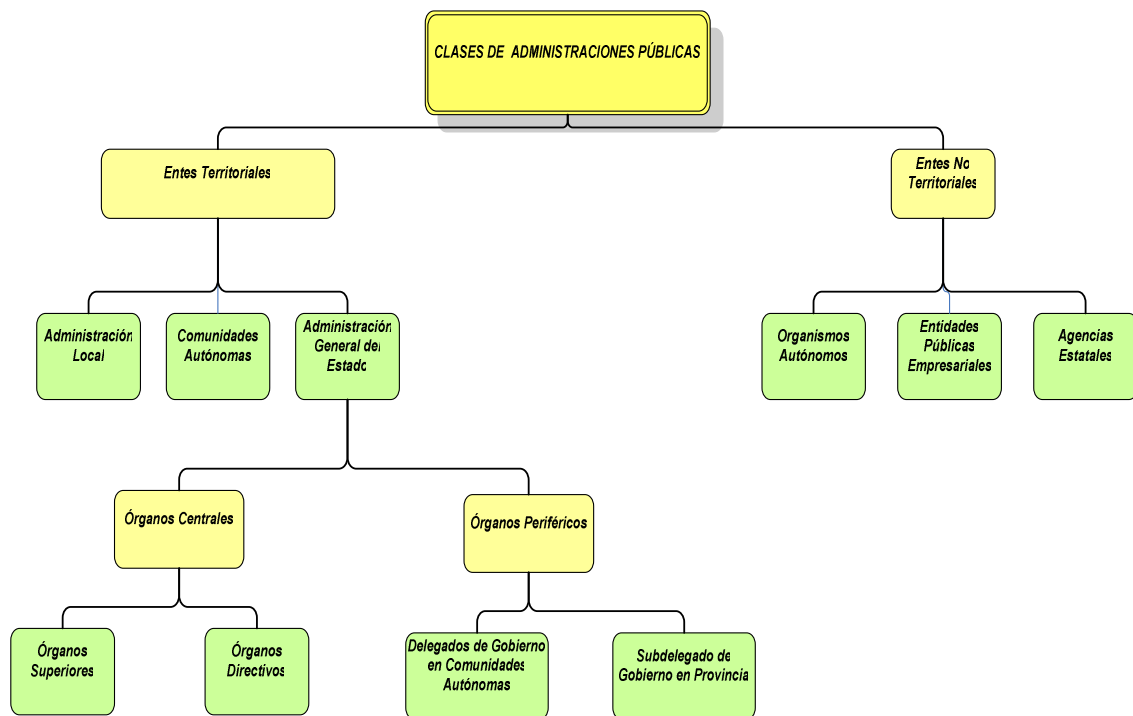 CLASES DE ADMINISTRACIONES PÚBLICAS
Entes Territoriales
Entes No
Territoriales
Administración
Local
Comunidades
Autónomas
Administración
General del
Estado
Organismos
Autónomos
Entidades
Públicas
Empresariales
Agencias
Estatales
Órganos Centrales
Órganos Periféricos
Órganos
Superiores
Órganos
Directivos
Delegados de Gobierno
en Comunidades
Autónomas
Subdelegado de
Gobierno en Provincia